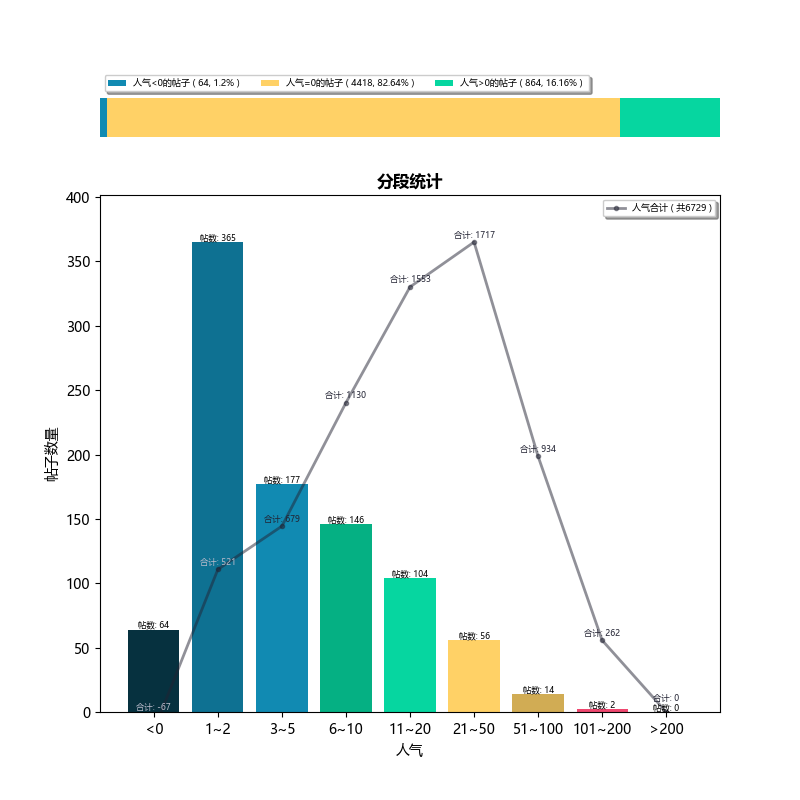 人气<0的帖子 ( 64, 1.2% ) 人气=0的帖子 ( 4418, 82.64% ) 人气>0的帖子 ( 864, 16.16% )
分段统计
人气合计 ( 共6729 )
400
350
300
250
200
150
100
50
0
帖子数量
帖数: 64
帖数: 365
帖数: 177
帖数: 146
帖数: 104
帖数: 56
帖数: 14
帖数: 2
帖数: 0
合计: -67
合计: 521
合计: 679
合计: 1130
合计: 1553
合计: 1717
合计: 934
合计: 262
合计: 0
<0 1~2 3~5 6~10 11~20 21~50 51~100 101~200 >200
人气